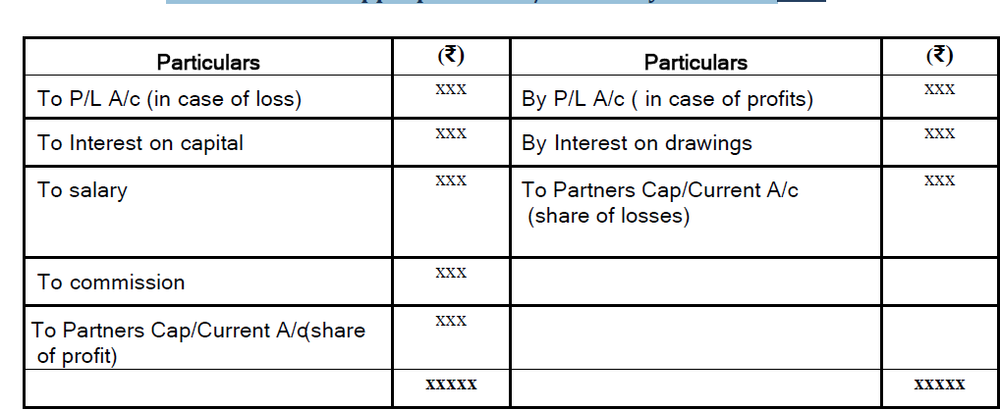 Particulars (₹) Particulars (₹)
To P/L A/c (in case of loss) xxx By P/L A/c ( in case of profits) xxx
To Interest on capital xxx By Interest on drawings xxx
To salary xxx To Partners Cap/Current A/c xxx
(share of losses)
To commission xxx
To Partners Cap/Current A/c(share xxx
of profit)
xxxxx xxxxx